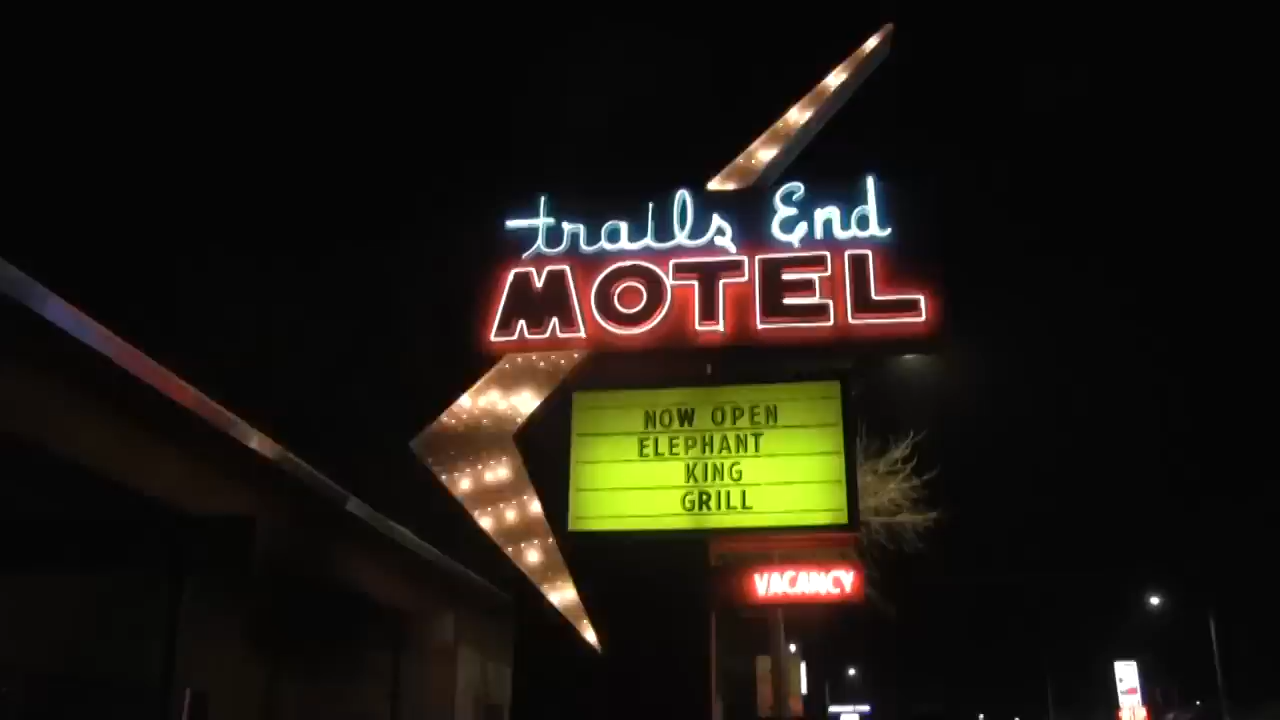 trails End
MOTEL
NOW OPEN
ELEPHANT
KING
GRILL
VACANCY